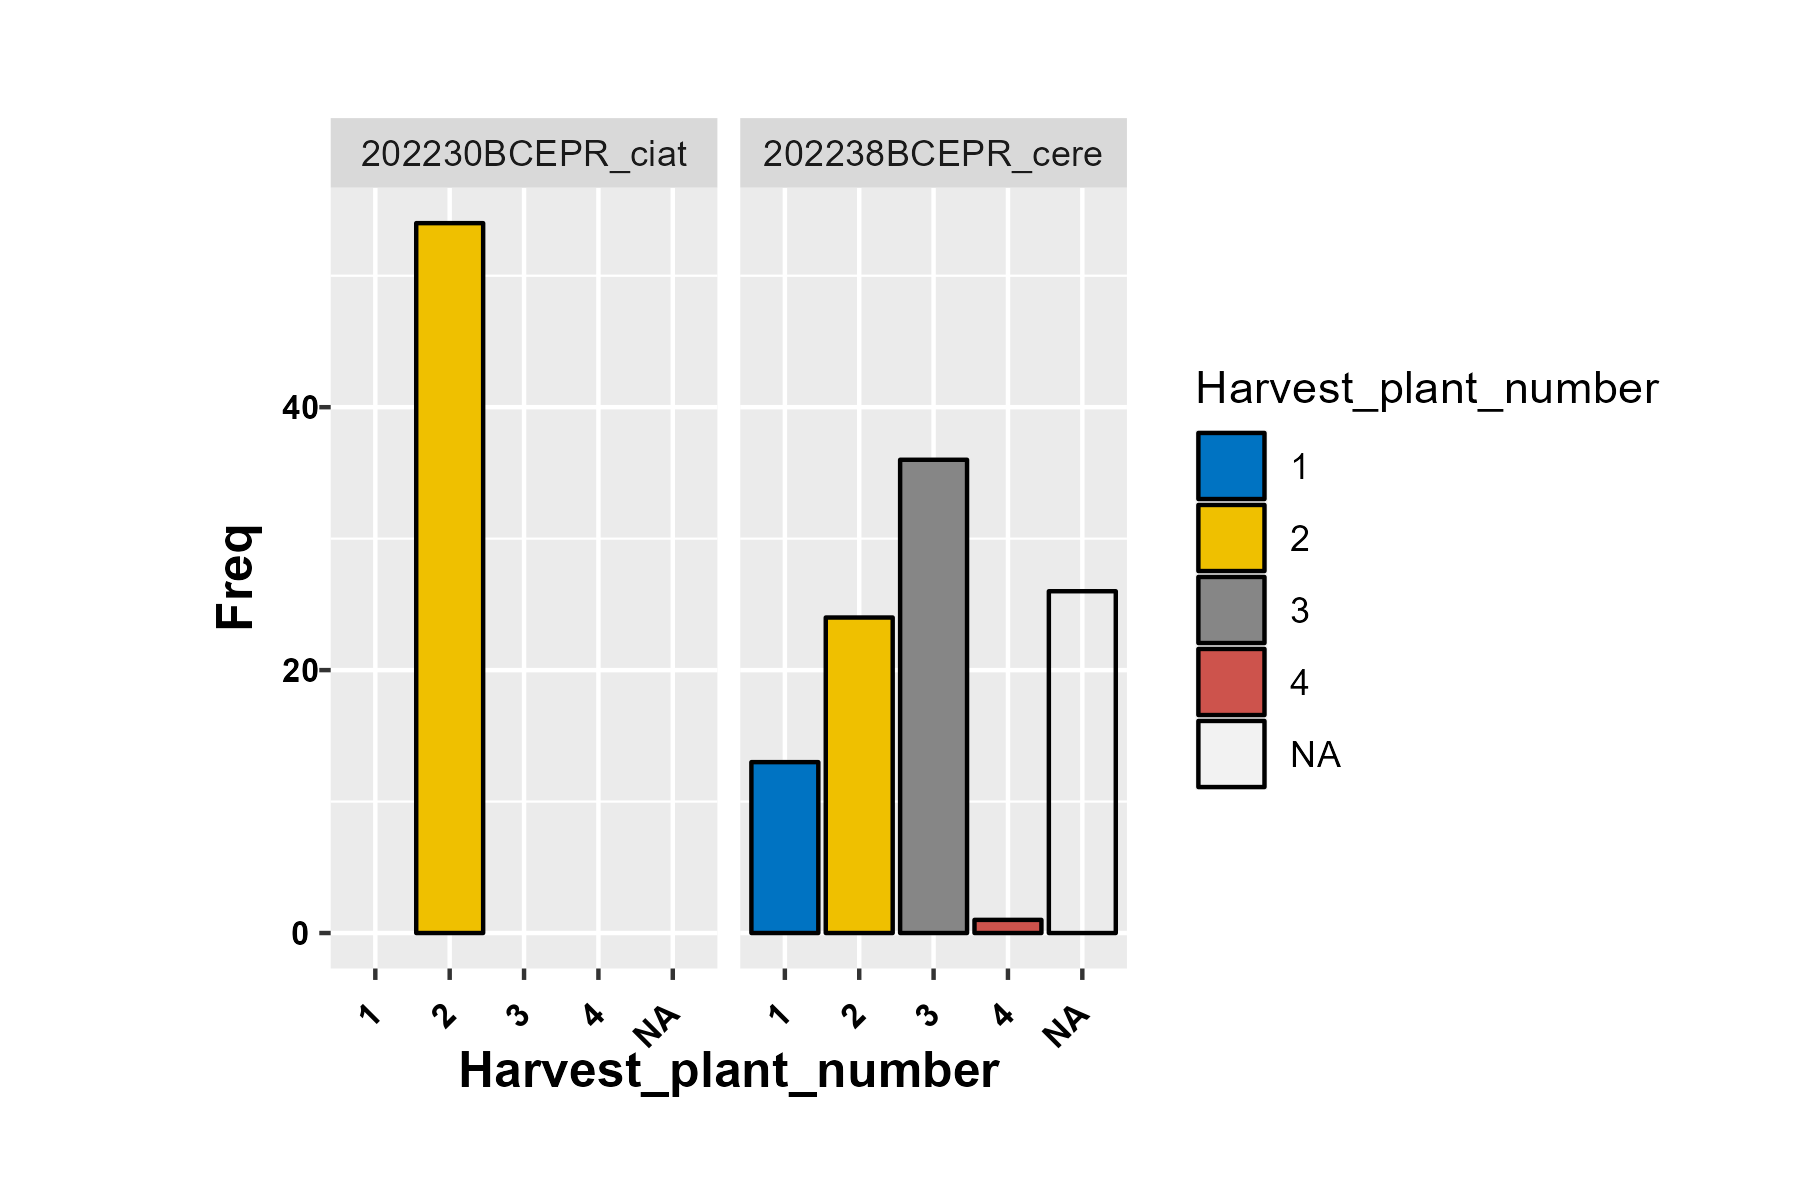 202230BCEPR_ciat 202238BCEPR_cere
Freq
40
20
0
1 2 3 4 NA 1 2 3 4 NA
Harvest_plant_number
Harvest_plant_number
1
2
3
4
NA